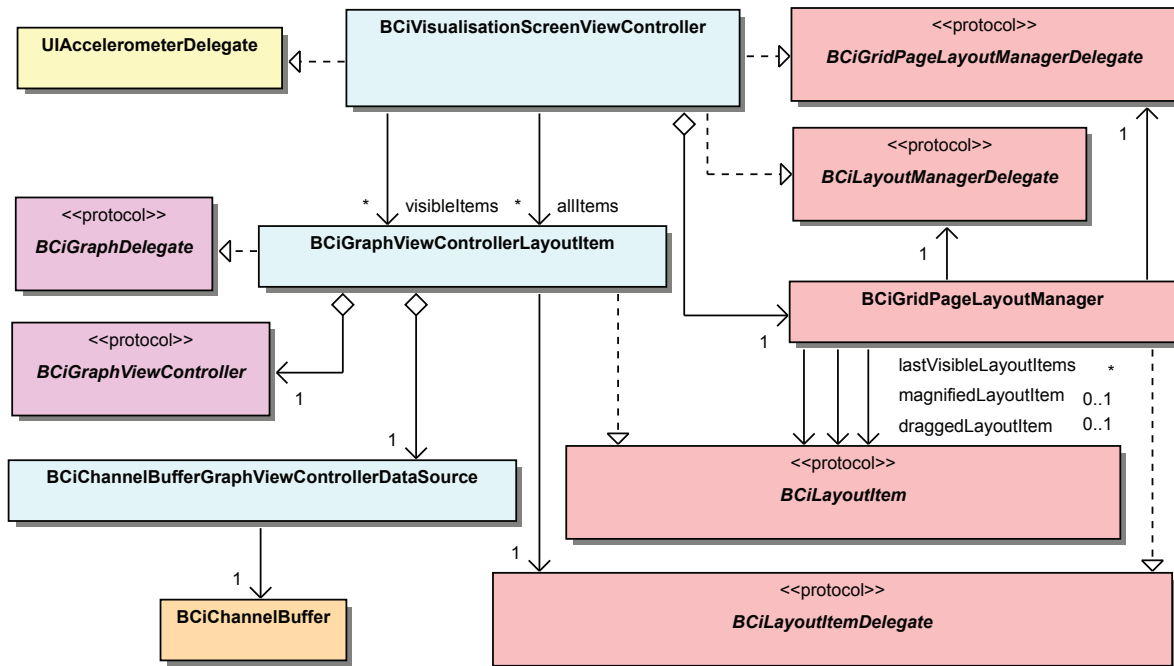 BCiVisualisationScreenViewController
UIAccelerometerDelegate
<<protocol>>
BCiGridPageLayoutManagerDelegate
1
<<protocol>>
BCiLayoutManagerDelegate
* visibleItems * allItems
<<protocol>>
BCiGraphDelegate
BCiGraphViewControllerLayoutItem
1
BCiGridPageLayoutManager
1
<<protocol>>
BCiGraphViewController
1
lastVisibleLayoutItems *
magnifiedLayoutItem 0..1
draggedLayoutItem 0..1
1
<<protocol>>
BCiLayoutItem
BCiChannelBufferGraphViewControllerDataSource
1
1
<<protocol>>
BCiLayoutItemDelegate
BCiChannelBuffer